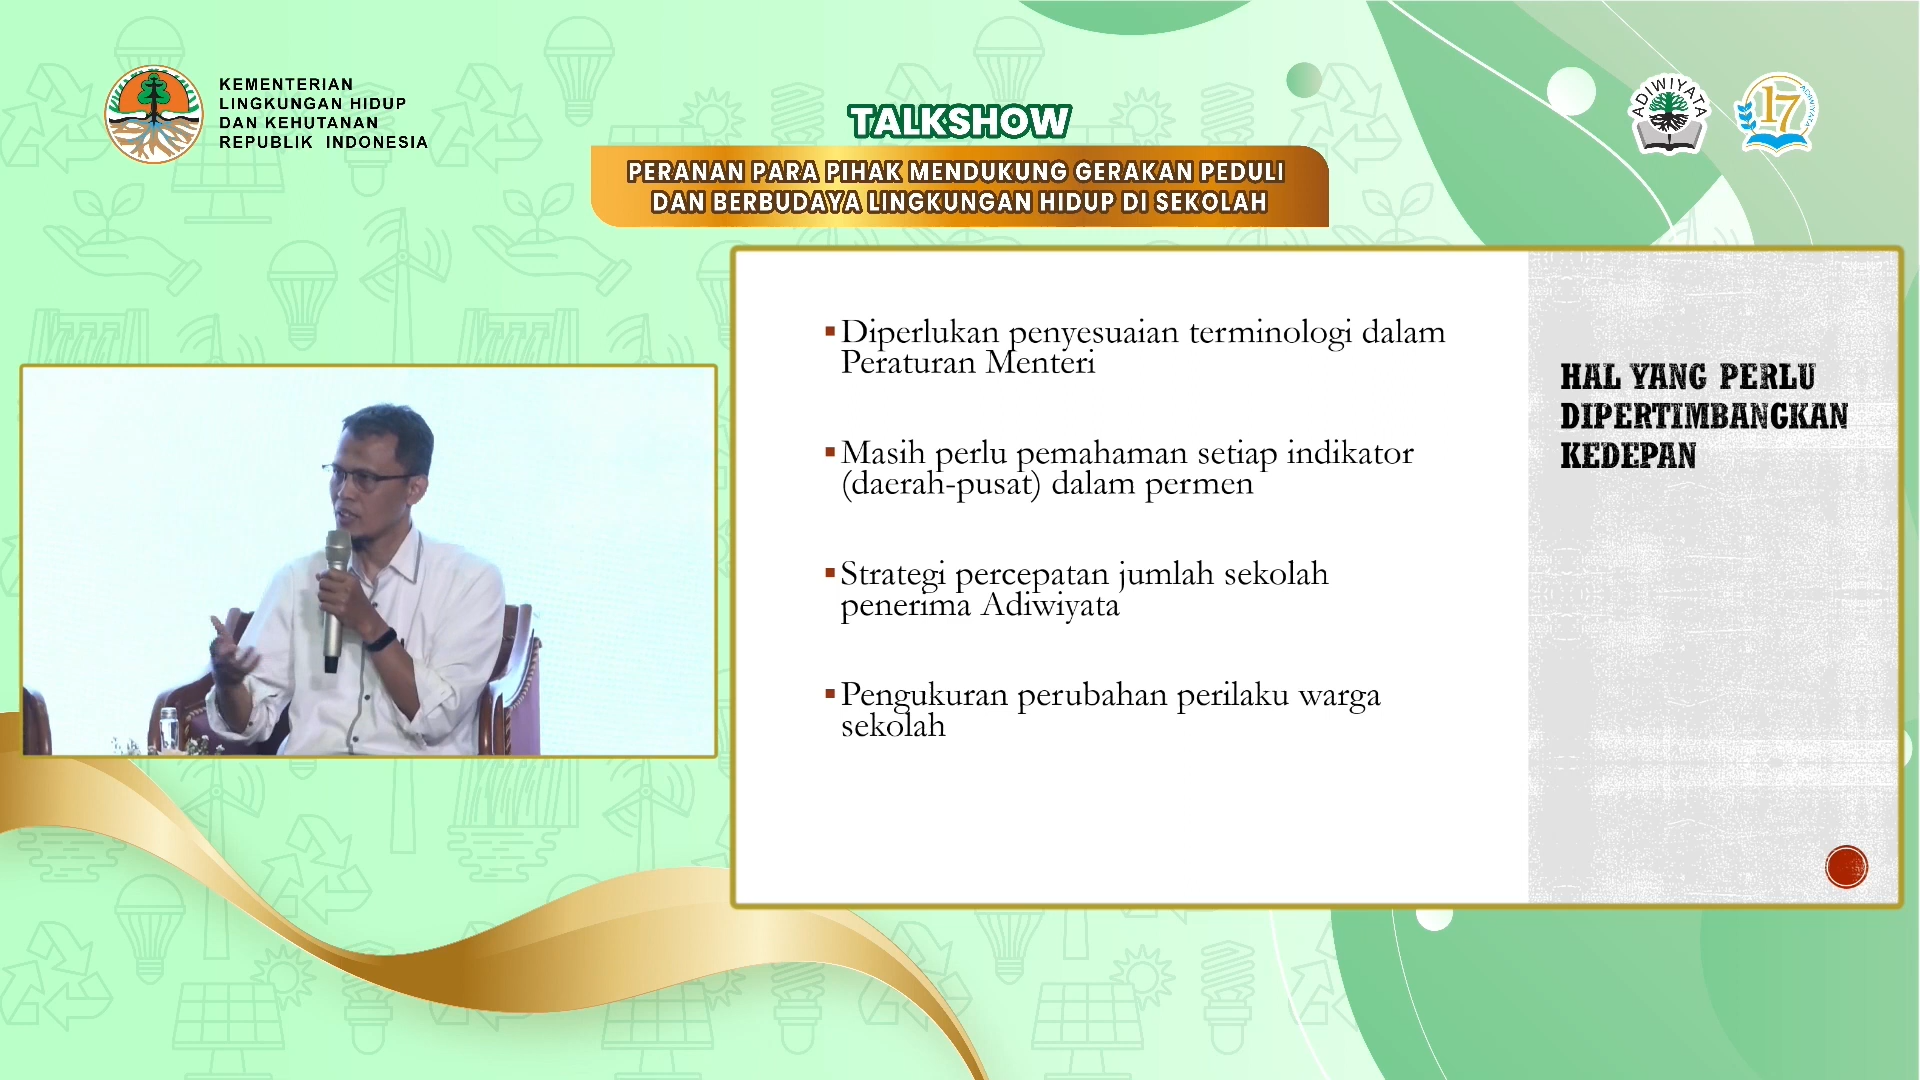 KEMENTERIAN
LINGKUNGAN HIDUP
DAN KEHUTANAN
REPUBLIK INDONESIA
TALKSHOW
PERANAN PARA PIHAK MENDUKUNG GERAKAN PEDULI
DAN BERBUDAYA LINGKUNGAN HIDUP DI SEKOLAH
ADIWIYATA
17
ADIWIYATA
▪Diperlukan penyesuaian terminologi dalam
Peraturan Menteri
▪Masih perlu pemahaman setiap indikator
(daerah-pusat) dalam permen
▪Strategi percepatan jumlah sekolah
penerima Adiwiyata
▪Pengukuran perubahan perilaku warga
sekolah
HAL YANG PERLU
DIPERTIMBANGKAN
KEDEPAN